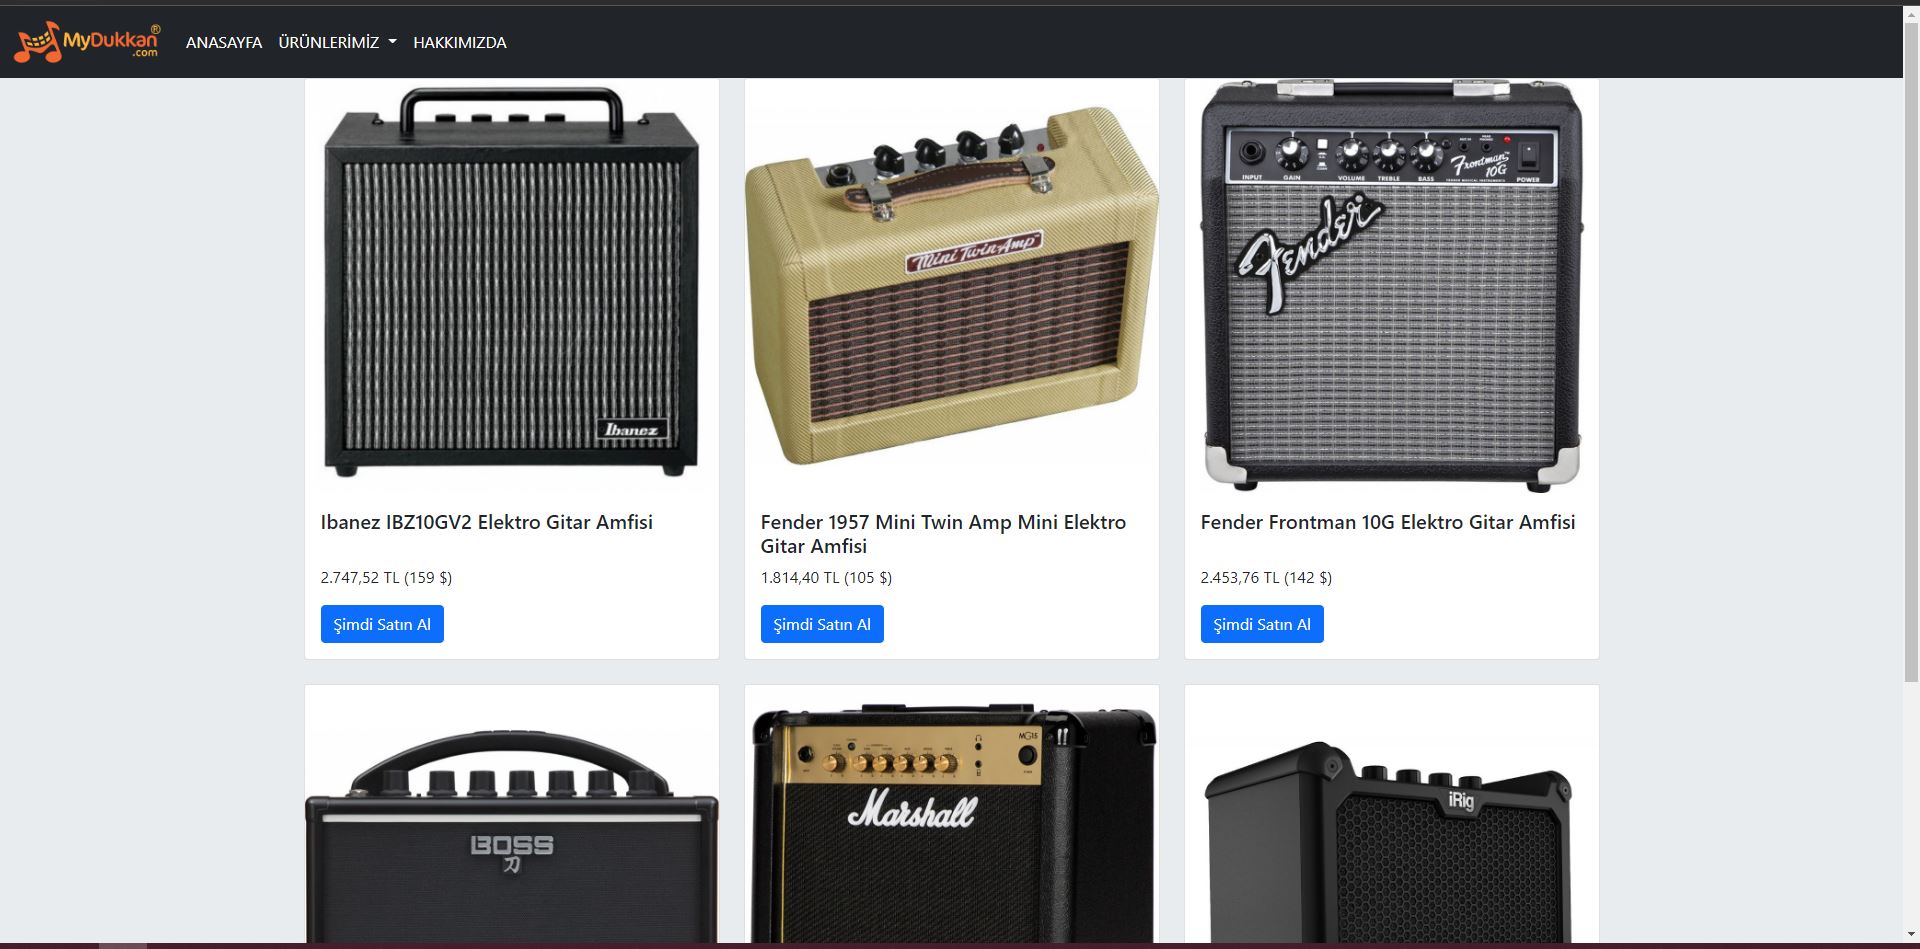 MyDukkan®
.com
ANASAYFA ÜRÜNLERİMİZ HAKKIMIZDA
Ibanez
Mini Twin-Amp
INPUT GAIN VOLUME TREBLE BASS POWER
Frontman
10G
Fender
Ibanez IBZ10GV2 Elektro Gitar Amfisi
2.747,52 TL (159 $)
Şimdi Satın Al
Fender 1957 Mini Twin Amp Mini Elektro
Gitar Amfisi
1.814,40 TL (105 $)
Şimdi Satın Al
Fender Frontman 10G Elektro Gitar Amfisi
2.453,76 TL (142 $)
Şimdi Satın Al
BOSS
刀
MG15
Marshall
iRig